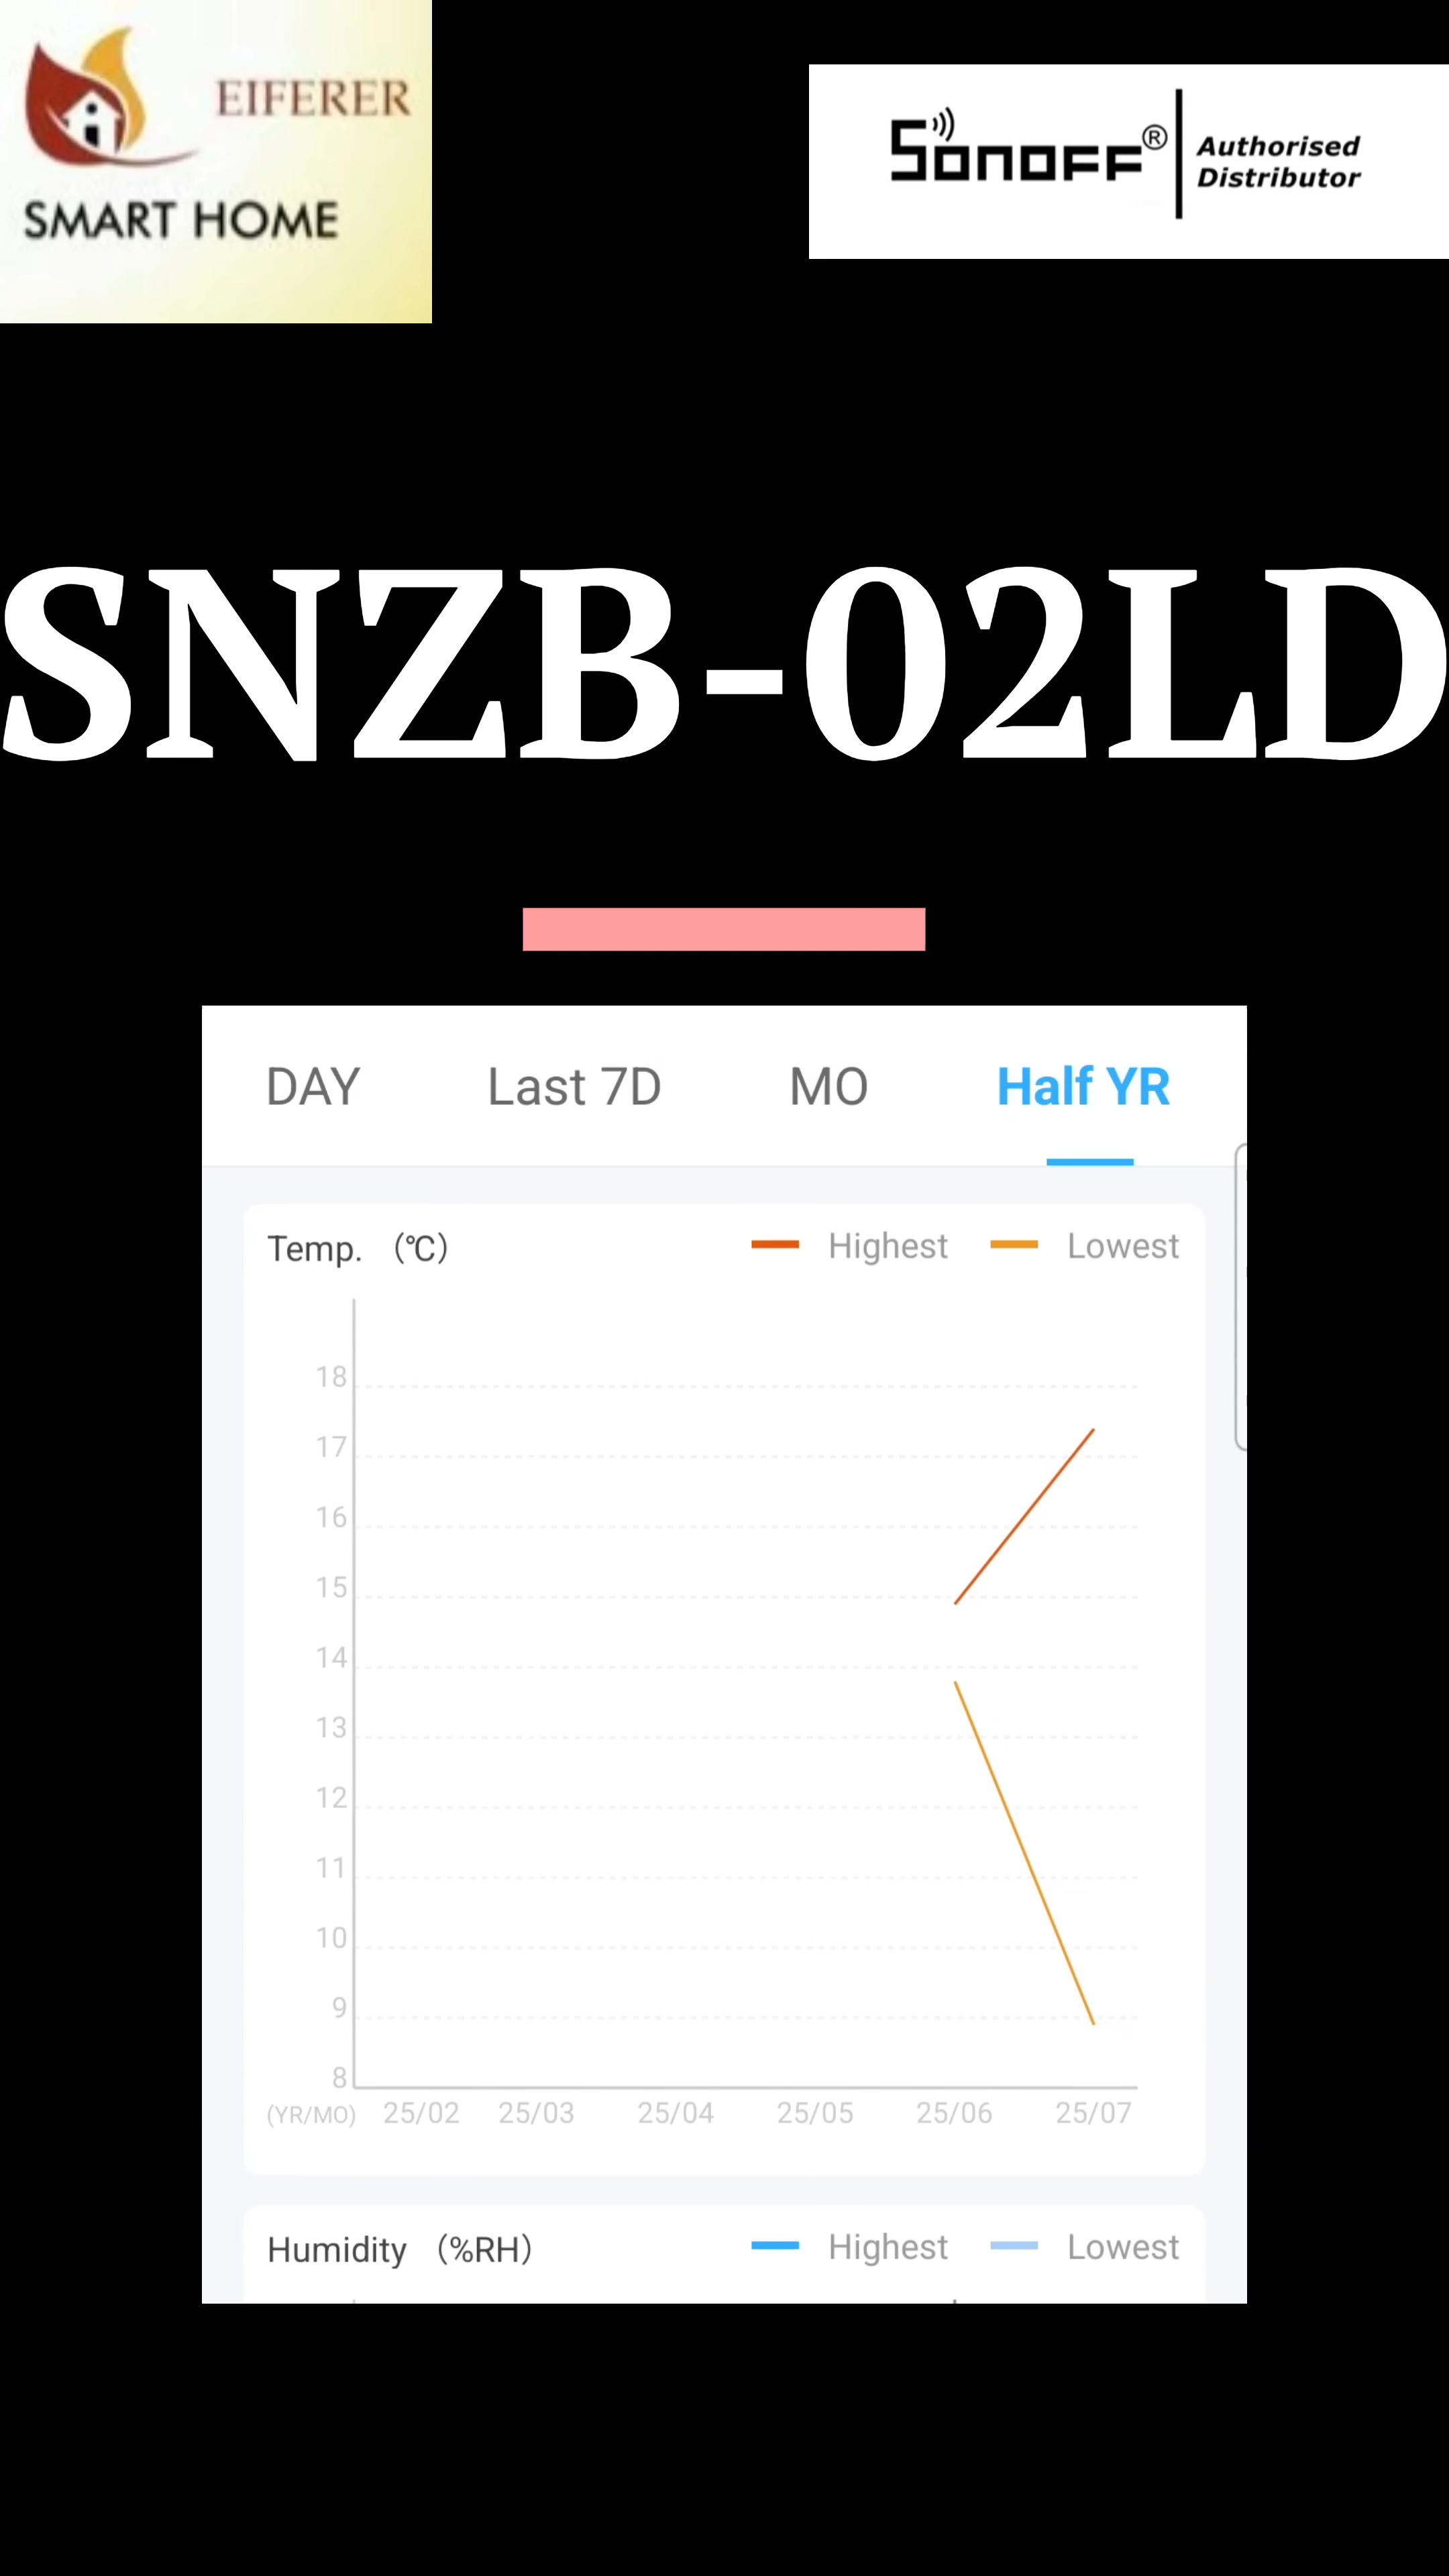 EIFERER
SMART HOME
SONOFF® Authorised
Distributor
SNZB-02LD
DAY Last 7D MO Half YR
Temp. (℃) Highest Lowest
18
17
16
15
14
13
12
11
10
9
8
(YR/MO) 25/02 25/03 25/04 25/05 25/06 25/07
Humidity (%RH) Highest Lowest